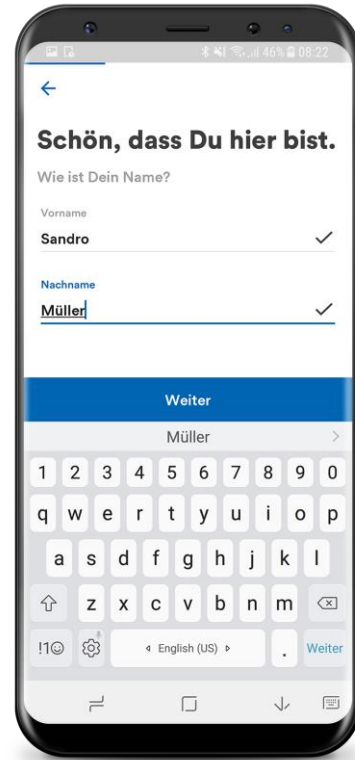 46% 08:22
Schön, dass Du hier bist.
Wie ist Dein Name?
Vorname
Sandro
Nachname
Müller
Weiter
Müller
1 2 3 4 5 6 7 8 9 0
q w e r t y u i o p
a s d f g h j k l
z x c v b n m
!1☺ English (US) . Weiter